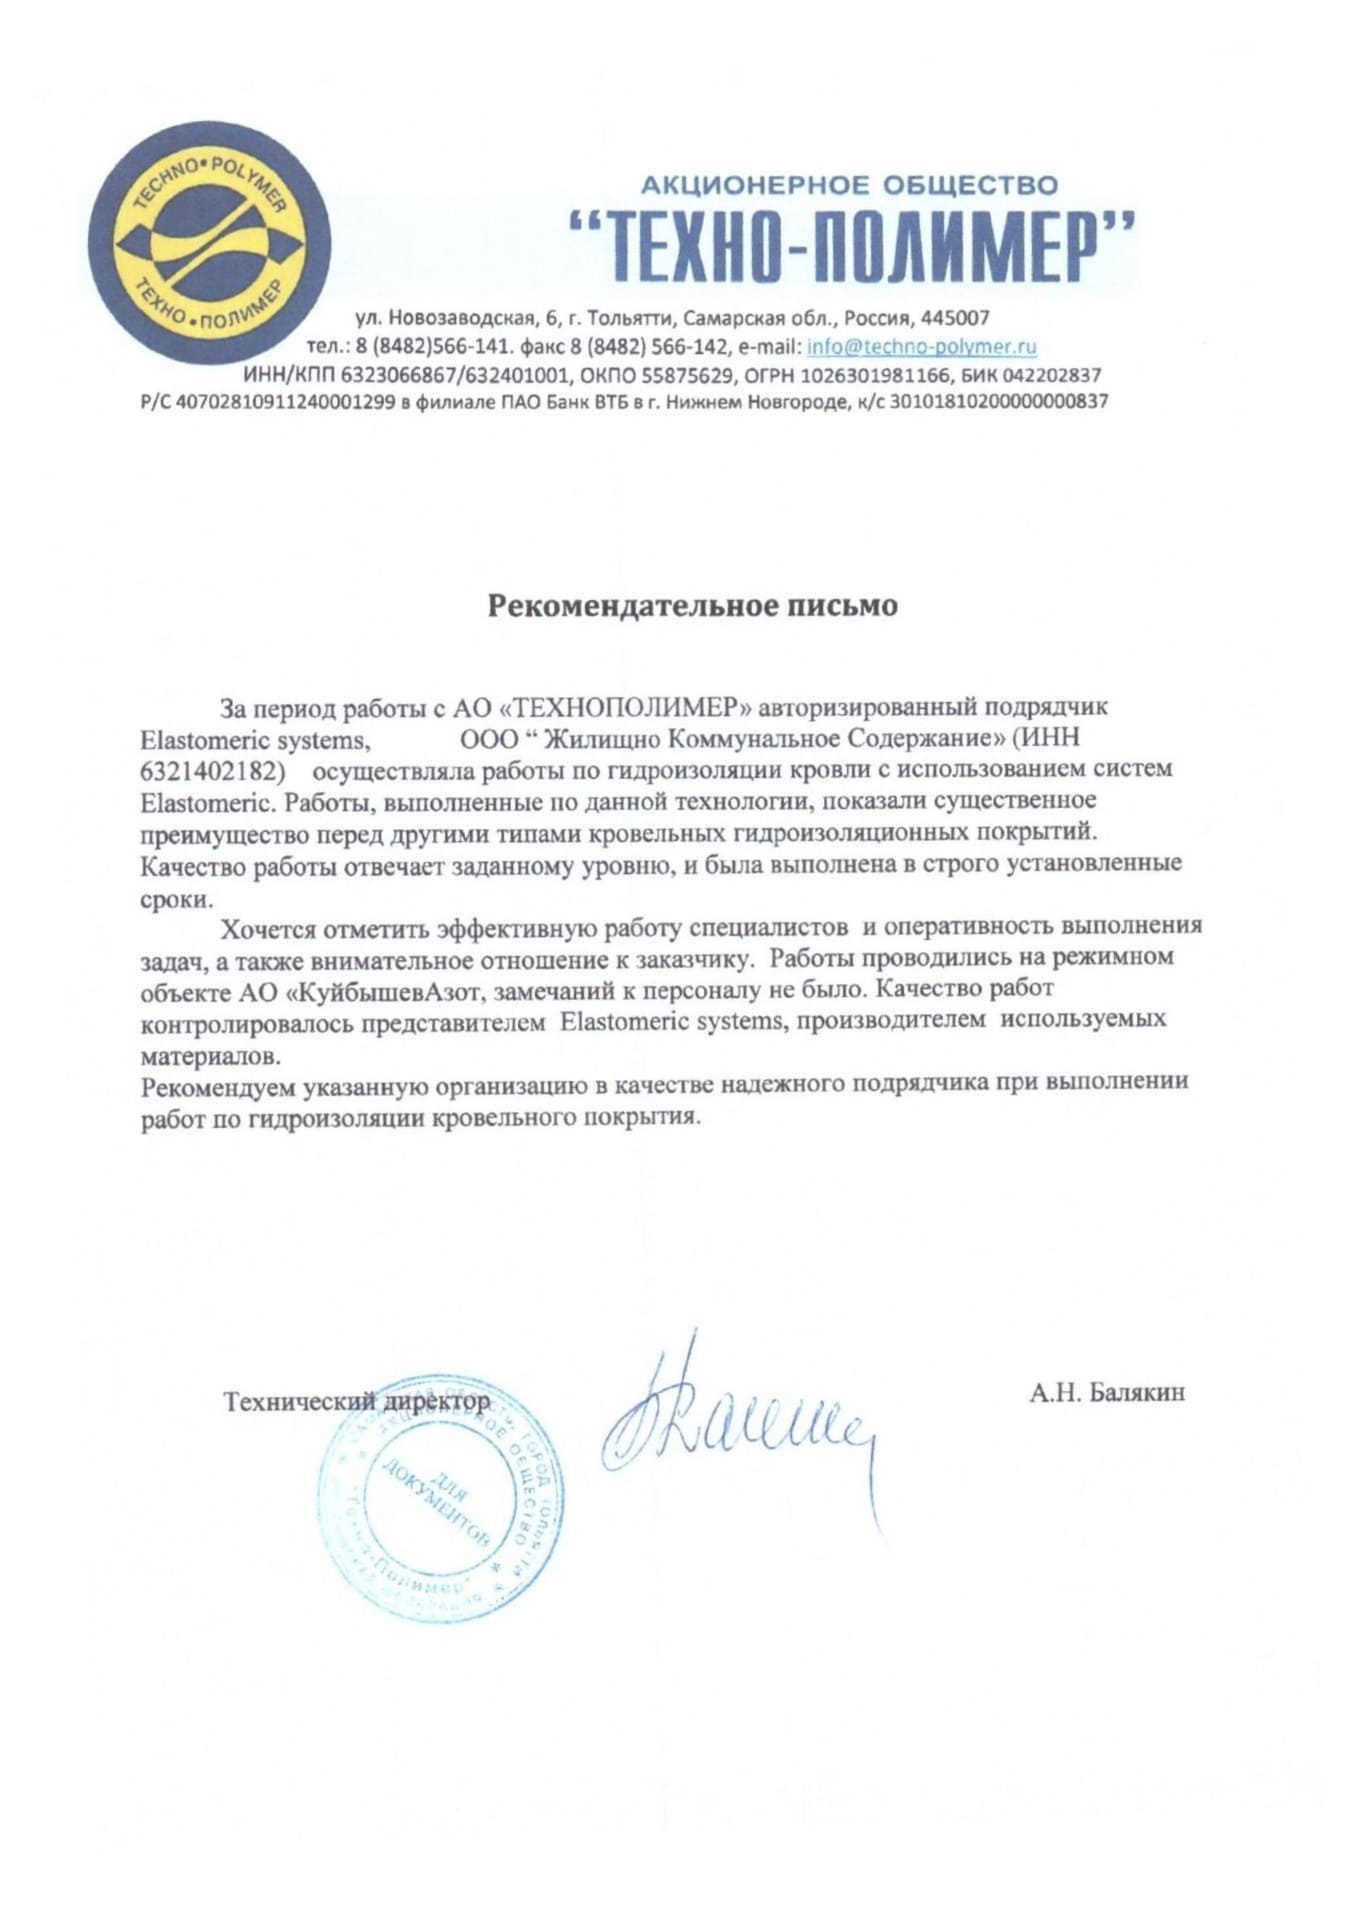 TECHNO•POLYMER
ТЕХНО•ПОЛИМЕР
АКЦИОНЕРНОЕ ОБЩЕСТВО
“ТЕХНО-ПОЛИМЕР”
ул. Новозаводская, 6, г. Тольятти, Самарская обл., Россия, 445007
тел.: 8 (8482)566-141. факс 8 (8482) 566-142, e-mail: info@techno-polymer.ru
ИНН/КПП 6323066867/632401001, ОКПО 55875629, ОГРН 1026301981166, БИК 042202837
Р/С 40702810911240001299 в филиале ПАО Банк ВТБ в г. Нижнем Новгороде, к/с 30101810200000000837
Рекомендательное письмо
За период работы с АО «ТЕХНОПОЛИМЕР» авторизированный подрядчик
Elastomeric systems, ООО “ Жилищно Коммунальное Содержание» (ИНН
6321402182) осуществляла работы по гидроизоляции кровли с использованием систем
Elastomeric. Работы, выполненные по данной технологии, показали существенное
преимущество перед другими типами кровельных гидроизоляционных покрытий.
Качество работы отвечает заданному уровню, и была выполнена в строго установленные
сроки.
Хочется отметить эффективную работу специалистов и оперативность выполнения
задач, а также внимательное отношение к заказчику. Работы проводились на режимном
объекте АО «КуйбышевАзот, замечаний к персоналу не было. Качество работ
контролировалось представителем Elastomeric systems, производителем используемых
материалов.
Рекомендуем указанную организацию в качестве надежного подрядчика при выполнении
работ по гидроизоляции кровельного покрытия.
Технический директор
А.Н. Балякин
ОБЛАСТЬ, ГОРОД ТОЛЬЯТТИ
АКЦИОНЕРНОЕ ОБЩЕСТВО
"Техно-Полимер"
ДЛЯ
ДОКУМЕНТОВ